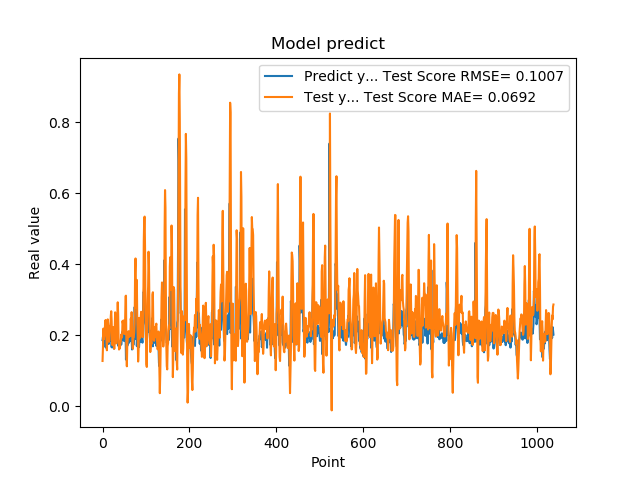 Model predict
Predict y... Test Score RMSE= 0.1007
Test y... Test Score MAE= 0.0692
0.8
0.6
0.4
0.2
0.0
Real value
0
200
400
600
800
1000
Point